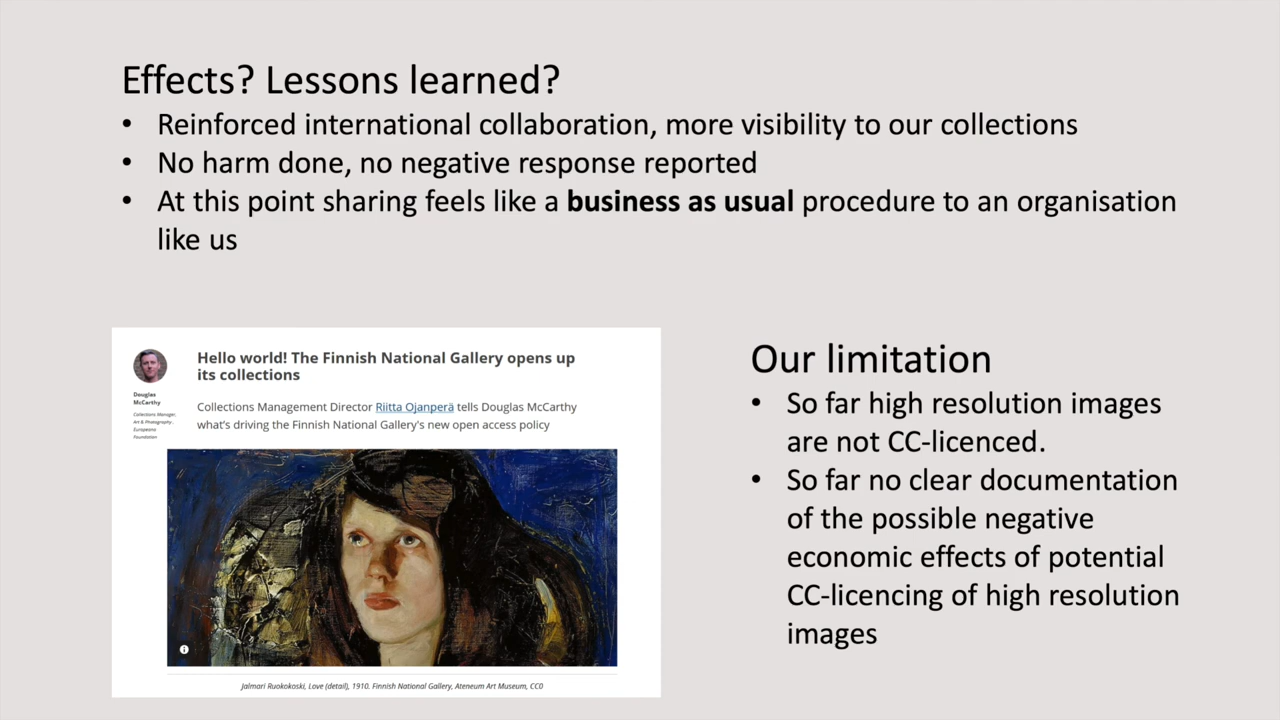 Effects? Lessons learned?
• Reinforced international collaboration, more visibility to our collections
• No harm done, no negative response reported
• At this point sharing feels like a business as usual procedure to an organisation
like us
Hello world! The Finnish National Gallery opens up
its collections
Douglas
McCarthy
Collections Manager,
Art & Photography,
Europeana
Foundation
Collections Management Director Riitta Ojanperä tells Douglas McCarthy
what's driving the Finnish National Gallery's new open access policy
Jalmari Ruokokoski, Love (detail), 1910. Finnish National Gallery, Ateneum Art Museum, CC0
Our limitation
• So far high resolution images
are not CC-licenced.
• So far no clear documentation
of the possible negative
economic effects of potential
CC-licencing of high resolution
images